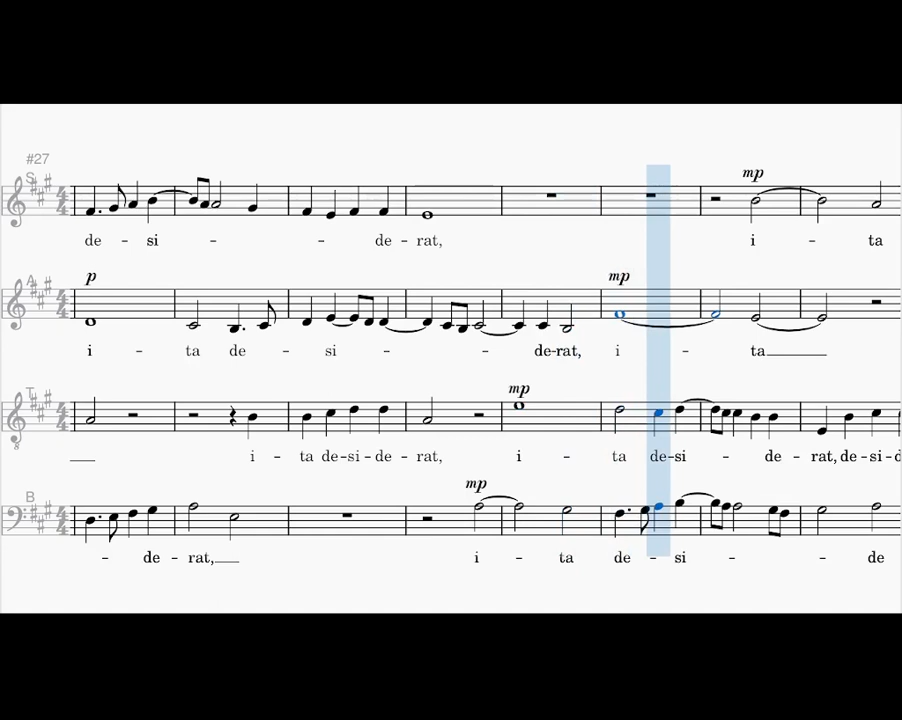 #27
S
mp
de - si - - - de - rat, i - ta
A
p
mp
i - ta de - si - - de-rat, i - ta
T
mp
8
i - ta de-si-de - rat, i - ta de-si - de - rat, de-si-d
B
mp
- de - rat, i - ta de - si - de